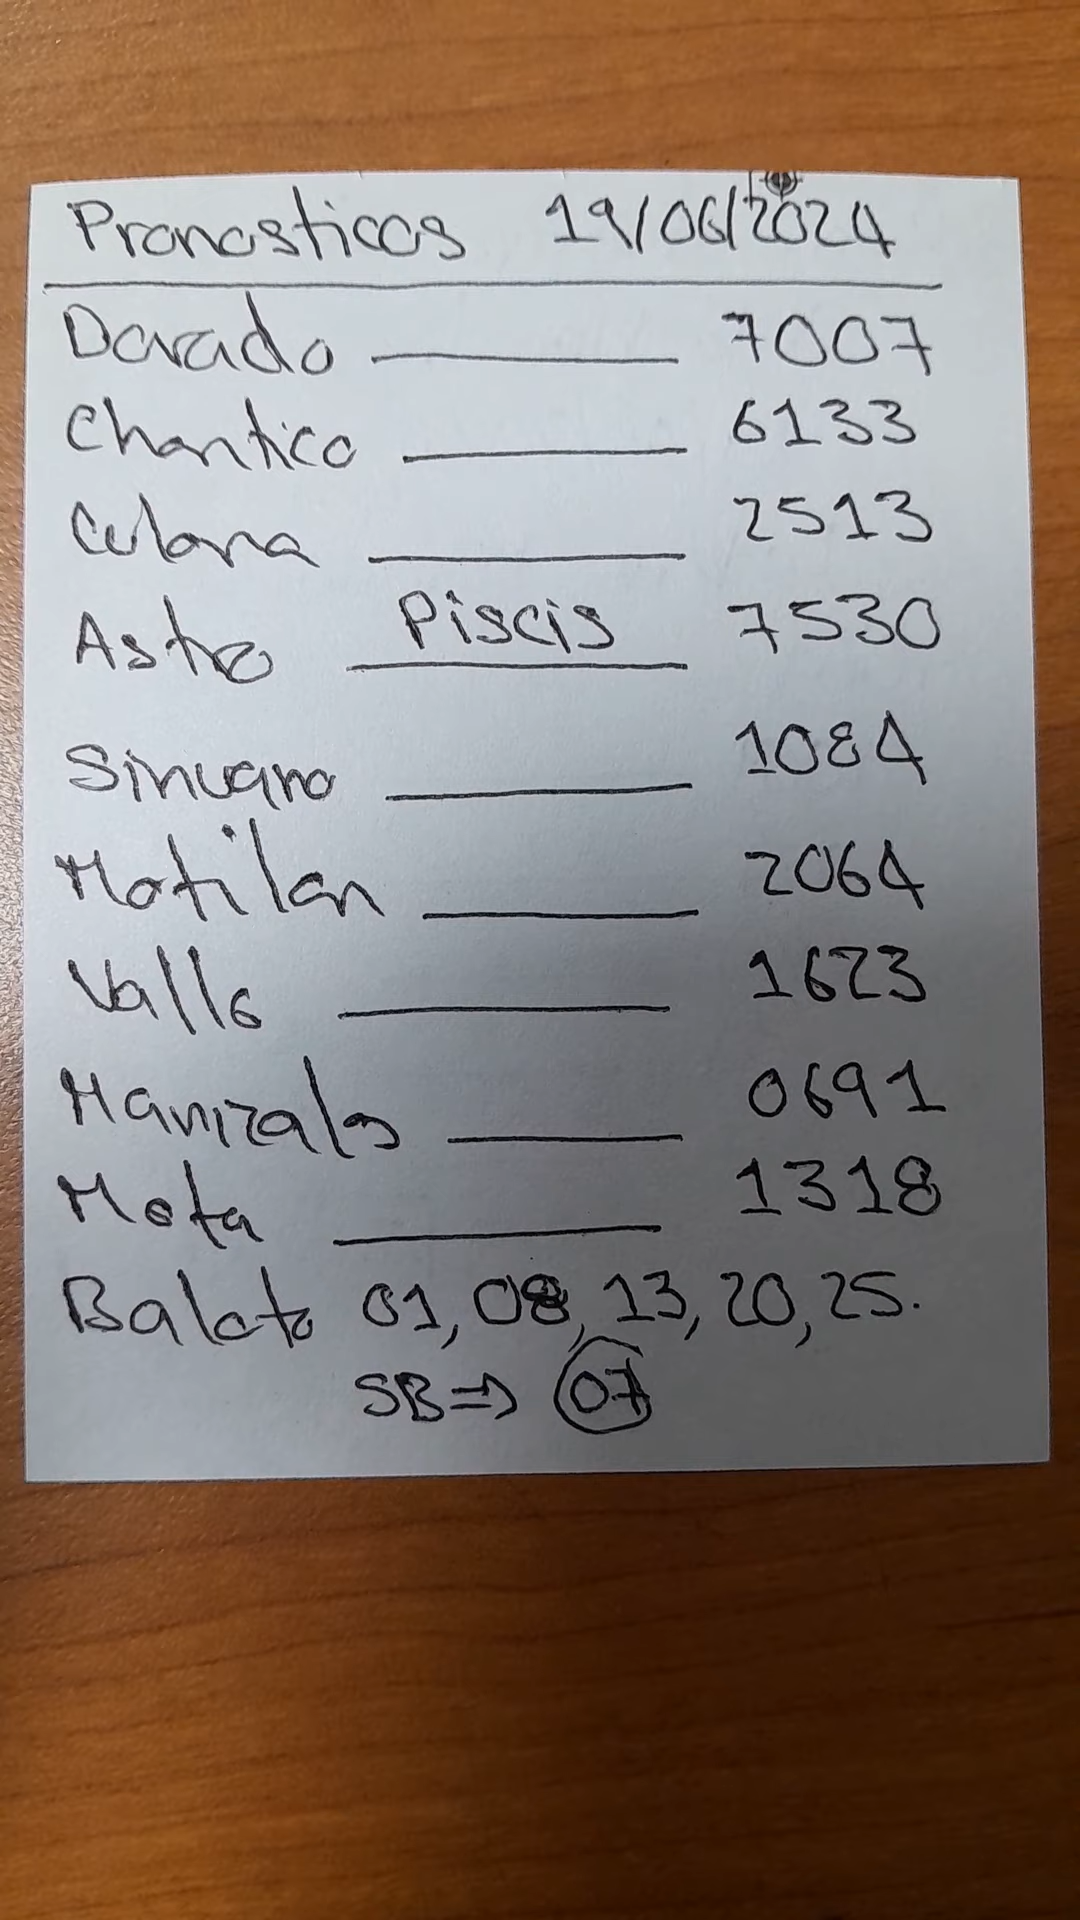 Pronosticos 19/06/2024
Dorado 7007
Chontico 6133
Culona 2513
Astro Piscis 7530
Sinuano 1084
Motilon 2064
Valle 1623
Manizales 0691
Meta 1318
Baloto 01, 08, 13, 20, 25.
SB⇒ 07